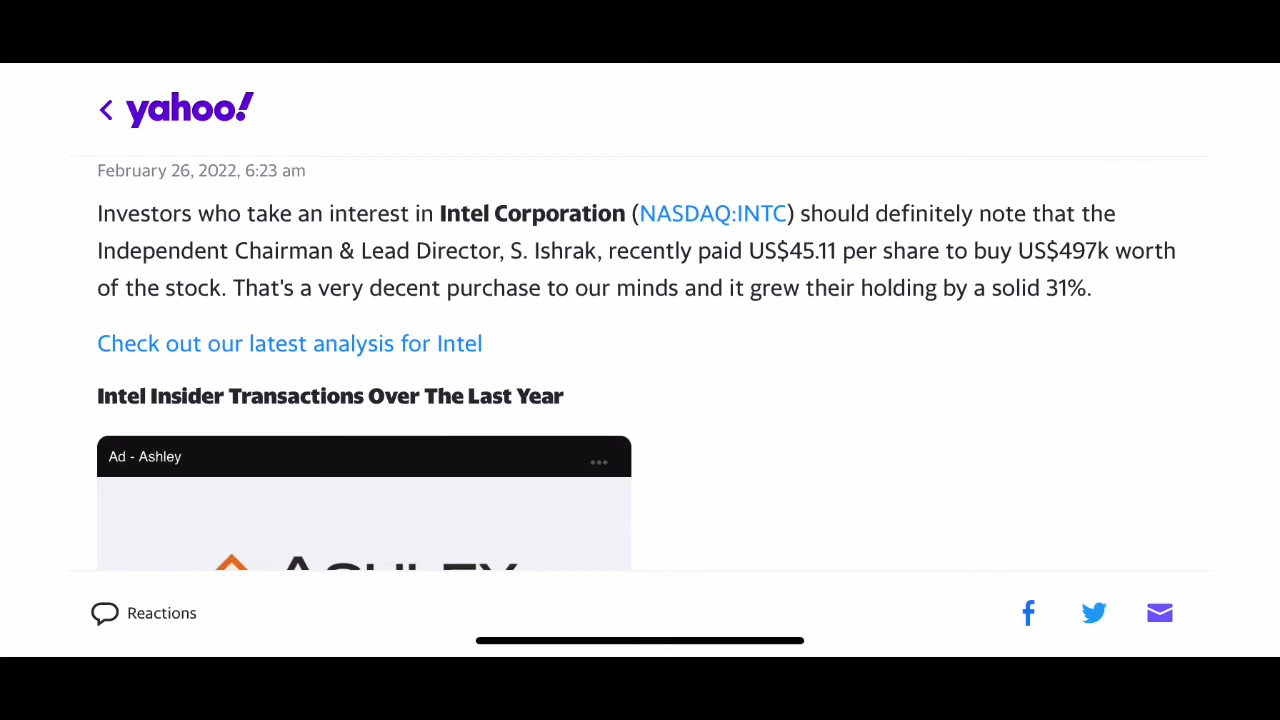 yahoo!
February 26, 2022, 6:23 am
Investors who take an interest in Intel Corporation (NASDAQ:INTC) should definitely note that the
Independent Chairman & Lead Director, S. Ishrak, recently paid US$45.11 per share to buy US$497k worth
of the stock. That's a very decent purchase to our minds and it grew their holding by a solid 31%.
Check out our latest analysis for Intel
Intel Insider Transactions Over The Last Year
Ad - Ashley
ASHLEY
Reactions